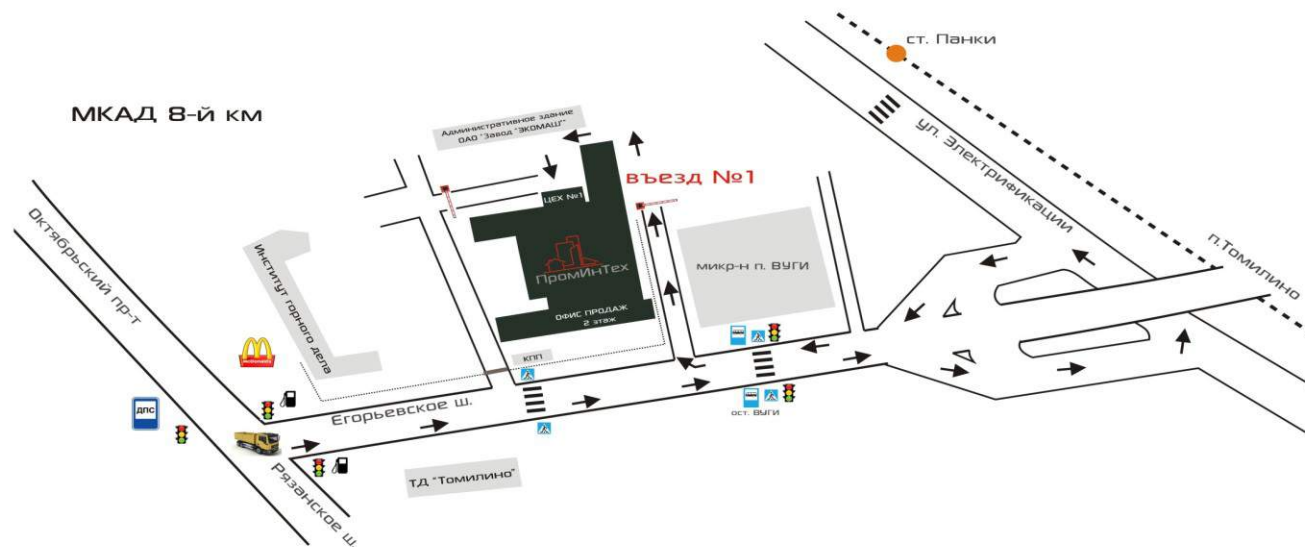 ст. Панки
МКАД 8-й км
Административное здание
ОАО "Завод "ЭКОМАШ""
ул. Электрификации
въезд №1
ЦЕХ №1
Октябрьский пр-т
Институт горного дела
п.Томилино
микр-н п. ВУГИ
ПромИнТех
ОФИС ПРОДАЖ
2 этаж
КПП
ДПС
Егорьевское ш.
ост. ВУГИ
Рязанское ш.
ТД "Томилино"